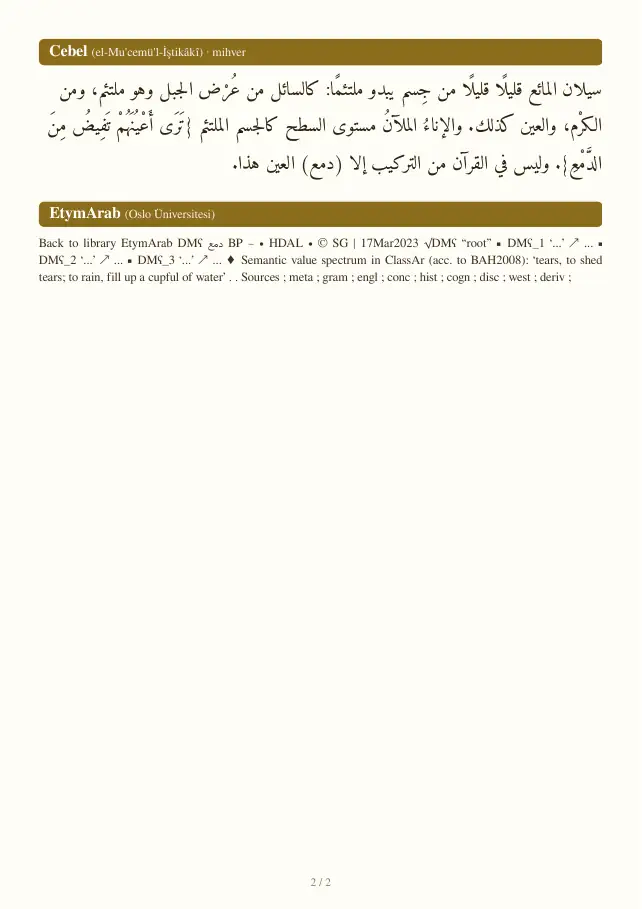 Cebel (el-Mu'cemü'l-İştikâkî) · mihver
سيلان المائع قليلًا قليلًا من جِسم يبدو ملتئمًا: كالسائل من عُرْض الجبل وهو ملتئم، ومن
الكرْم، والعين كذلك. والإناءُ الملآنُ مستوى السطح كالجسم الملتئم {تَرَى أَعْيُنَهُمْ تَفِيضُ مِنَ
الدَّمْعِ}. وليس في القرآن من التركيب إلا (دمع) العين هذا.
EtymArab (Oslo Üniversitesi)
Back to library EtymArab DMʕ دمع BP – • HDAL • © SG | 17Mar2023 √DMʕ “root” ▪ DMʕ_1 ‘...’ ↗ ... ▪
DMʕ_2 ‘...’ ↗ ... ▪ DMʕ_3 ‘...’ ↗ ... ♦ Semantic value spectrum in ClassAr (acc. to BAH2008): ‘tears, to shed
tears; to rain, fill up a cupful of water’ . . Sources ; meta ; gram ; engl ; conc ; hist ; cogn ; disc ; west ; deriv ;
2 / 2